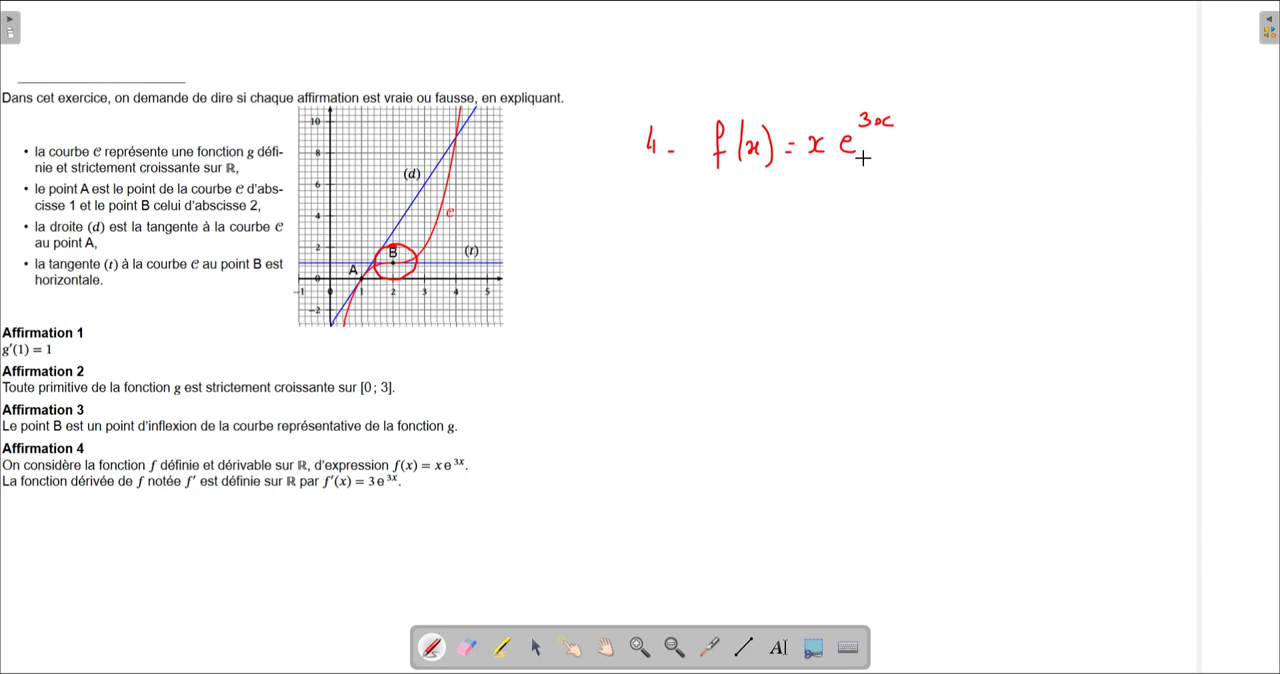 Dans cet exercice, on demande de dire si chaque affirmation est vraie ou fausse, en expliquant.
• la courbe 𝒞 représente une fonction g défi-
nie et strictement croissante sur ℝ,
• le point A est le point de la courbe 𝒞 d'abs-
cisse 1 et le point B celui d'abscisse 2,
• la droite (d) est la tangente à la courbe 𝒞
au point A,
• la tangente (t) à la courbe 𝒞 au point B est
horizontale.
10
8
(d)
6
4
𝒞
2
B
(t)
A
0
−1 0 1 2 3 4 5
−2
4 - f(x) = x e^{3x}
Affirmation 1
g′(1) = 1
Affirmation 2
Toute primitive de la fonction g est strictement croissante sur [0 ; 3].
Affirmation 3
Le point B est un point d'inflexion de la courbe représentative de la fonction g.
Affirmation 4
On considère la fonction f définie et dérivable sur ℝ, d'expression f(x) = x e^{3x}.
La fonction dérivée de f notée f′ est définie sur ℝ par f′(x) = 3 e^{3x}.
AI